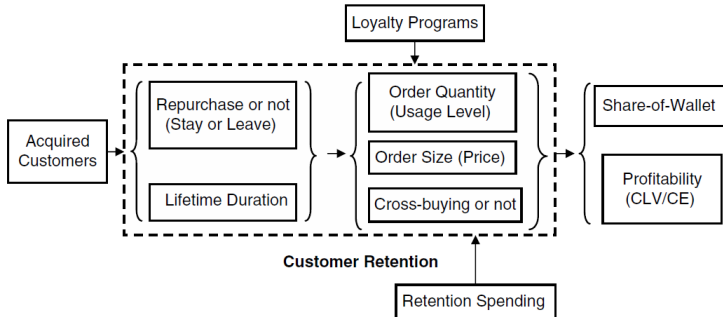 Loyalty Programs
Repurchase or not
(Stay or Leave)
Order Quantity
(Usage Level)
Share-of-Wallet
Acquired
Customers
Order Size (Price)
Lifetime Duration
Cross-buying or not
Profitability
(CLV/CE)
Customer Retention
Retention Spending